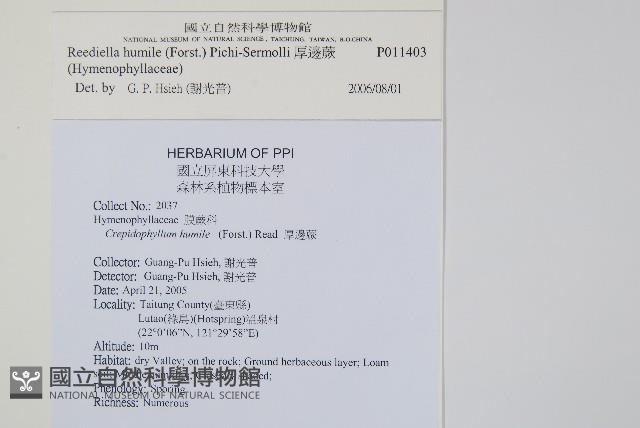 國立自然科學博物館
NATIONAL MUSEUM OF NATURAL SCIENCE, TAICHUNG, TAIWAN, R.O.CHINA
Reediella humile (Forst.) Pichi-Sermolli 厚邊蕨 P011403
(Hymenophyllaceae)
Det. by G. P. Hsieh (謝光普) 2006/08/01
HERBARIUM OF PPI
國立屏東科技大學
森林系植物標本室
Collect No.: 2037
Hymenophyllaceae 膜蕨科
Crepidophyllum humile (Forst.) Read 厚邊蕨
Collector: Guang-Pu Hsieh, 謝光普
Detector: Guang-Pu Hsieh, 謝光普
Date: April 21, 2005
Locality: Taitung County(臺東縣)
Lutao(綠島)(Hotspring)溫泉村
(22°0'06"N, 121°29'58"E)
Altitude: 10m
Habitat: dry Valley; on the rock; Ground herbaceous layer; Loam
Phenology: Sporing
Richness: Numerous
國立自然科學博物館
NATIONAL MUSEUM OF NATURAL SCIENCE